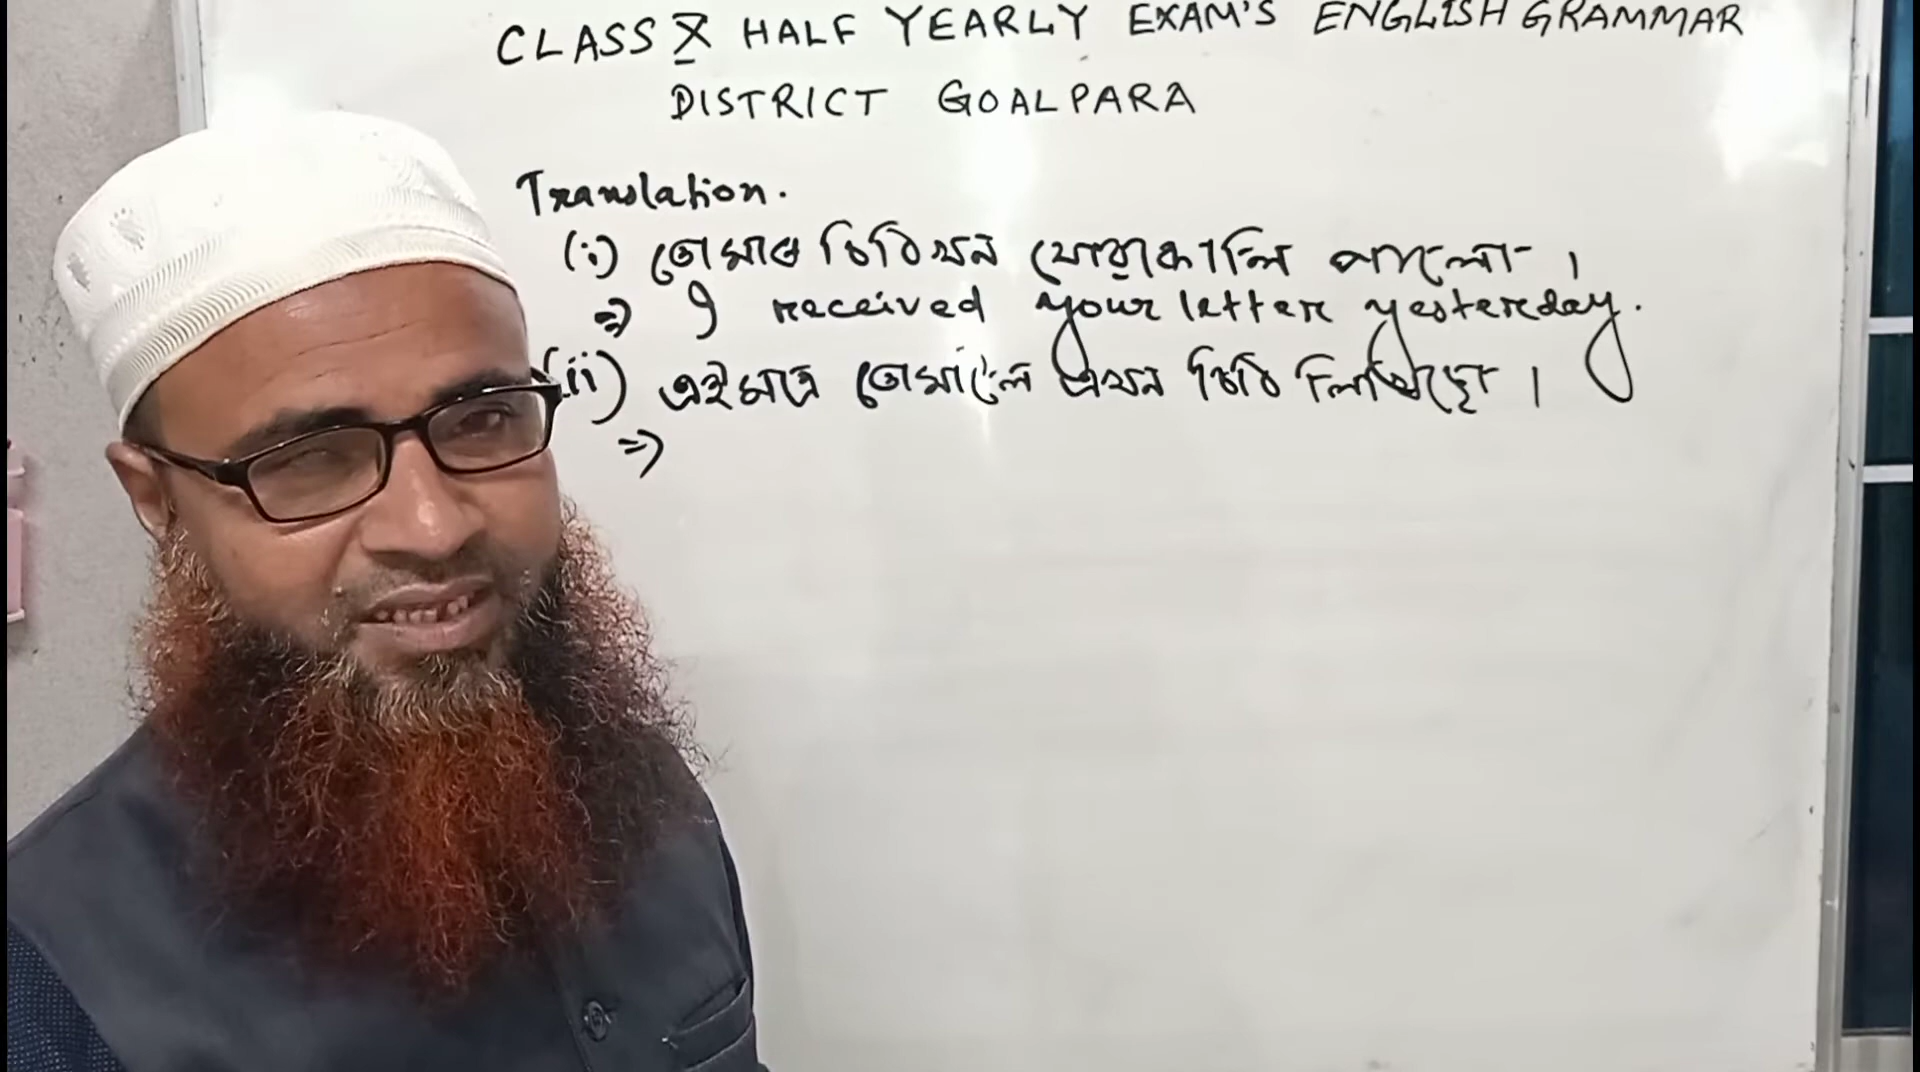 CLASS X HALF YEARLY EXAM'S ENGLISH GRAMMAR
DISTRICT GOALPARA
Translation.
(i) তোমাৰ চিঠিখন যোৱাকালি পালো।
⇒ I received your letter yesterday.
(ii) এইমাত্ৰ তোমালৈ এখন চিঠি লিখিছো।
⇒